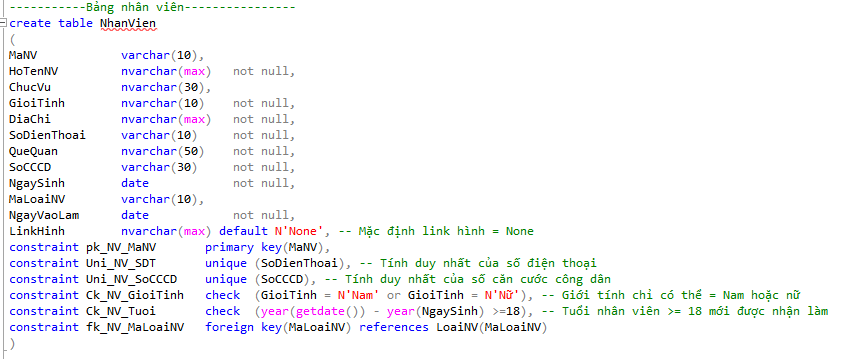 -----------Bảng nhân viên----------------
create table NhanVien
(
MaNV varchar(10),
HoTenNV nvarchar(max) not null,
ChucVu nvarchar(30),
GioiTinh nvarchar(10) not null,
DiaChi nvarchar(max) not null,
SoDienThoai varchar(10) not null,
QueQuan nvarchar(50) not null,
SoCCCD varchar(30) not null,
NgaySinh date not null,
MaLoaiNV varchar(10),
NgayVaoLam date not null,
LinkHinh nvarchar(max) default N'None', -- Mặc định link hình = None
constraint pk_NV_MaNV primary key(MaNV),
constraint Uni_NV_SDT unique (SoDienThoai), -- Tính duy nhất của số điện thoại
constraint Uni_NV_SoCCCD unique (SoCCCD), -- Tính duy nhất của số căn cước công dân
constraint Ck_NV_GioiTinh check (GioiTinh = N'Nam' or GioiTinh = N'Nữ'), -- Giới tính chỉ có thể = Nam hoặc nữ
constraint Ck_NV_Tuoi check (year(getdate()) - year(NgaySinh) >=18), -- Tuổi nhân viên >= 18 mới được nhận làm
constraint fk_NV_MaLoaiNV foreign key(MaLoaiNV) references LoaiNV(MaLoaiNV)
)